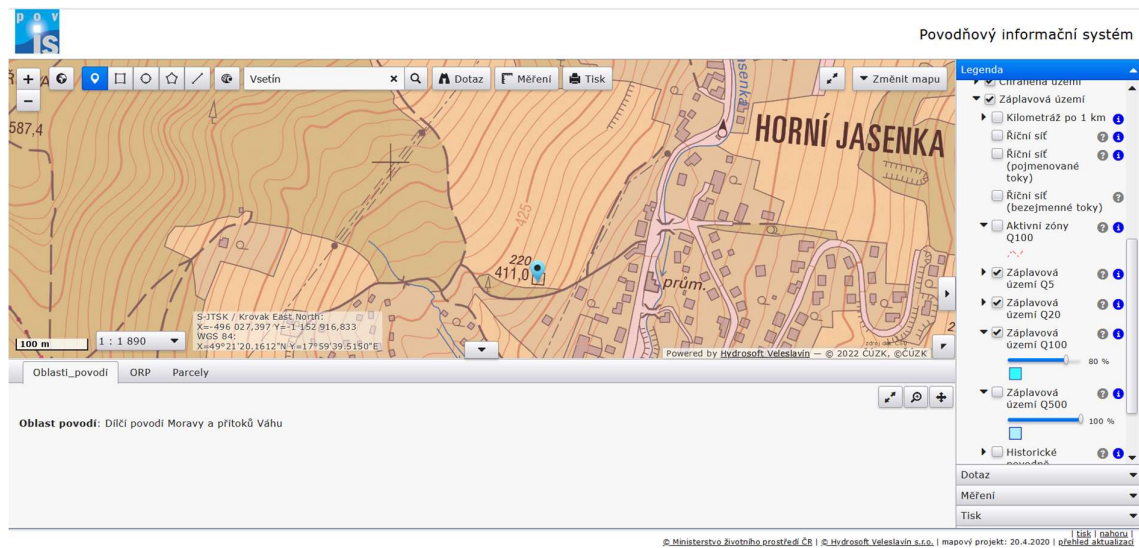 p o v
is
Povodňový informační systém
Vsetín
Dotaz
Měření
Tisk
Změnit mapu
587,4
425
220
411,0
HORNÍ JASENKA
Jasenka
prům.
100 m
1 : 1 890
S-JTSK / Krovak East North:
X=-496 027,397 Y=-1 152 916,833
WGS 84:
X=49°21'20.1612"N Y=17°59'39.5150"E
Powered by Hydrosoft Veleslavín — © 2022 ČÚZK, ©ČÚZK
Legenda
Chráněná území
Záplavová území
Kilometráž po 1 km
Říční síť
Říční síť
(pojmenované
toky)
Říční síť
(bezejmenné toky)
Aktivní zóny
Q100
Záplavová
území Q5
Záplavová
území Q20
Záplavová
území Q100
80 %
Záplavová
území Q500
100 %
Historické
povodně
Dotaz
Měření
Tisk
Oblasti_povodí
ORP
Parcely
Oblast povodí: Dílčí povodí Moravy a přítoků Váhu
| tisk | nahoru |
© Ministerstvo životního prostředí ČR | © Hydrosoft Veleslavín s.r.o. | mapový projekt: 20.4.2020 | přehled aktualizací